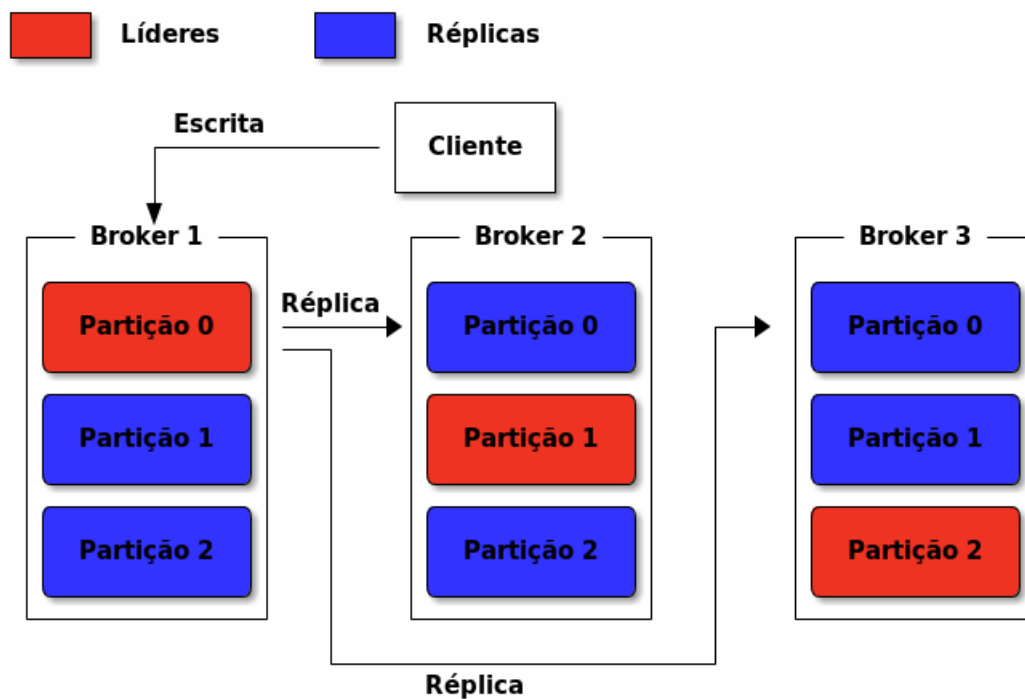 Líderes
Réplicas
Escrita
Cliente
Broker 1
Broker 2
Broker 3
Réplica
Partição 0
Partição 0
Partição 0
Partição 1
Partição 1
Partição 1
Partição 2
Partição 2
Partição 2
Réplica